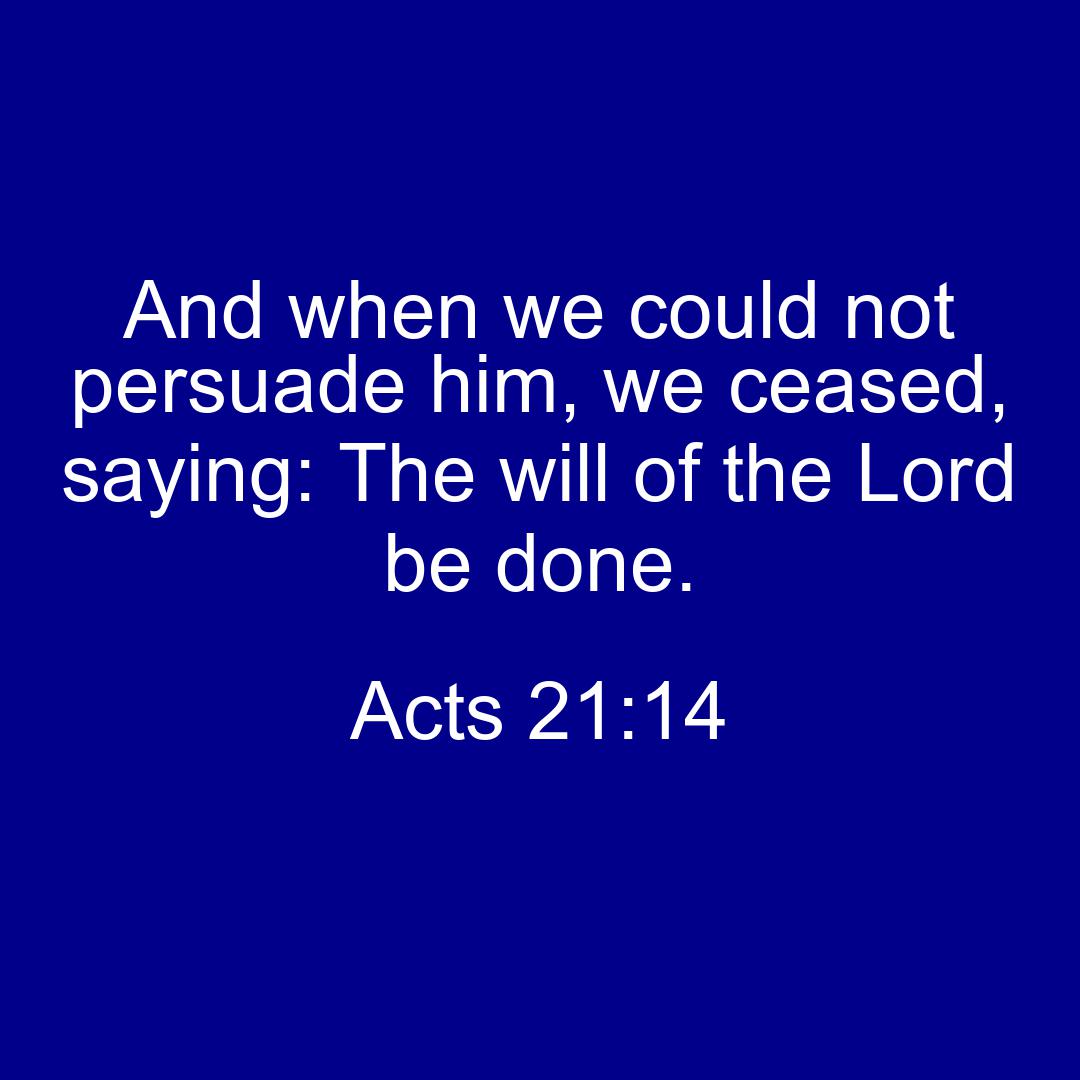 And when we could not
persuade him, we ceased,
saying: The will of the Lord
be done.
Acts 21:14